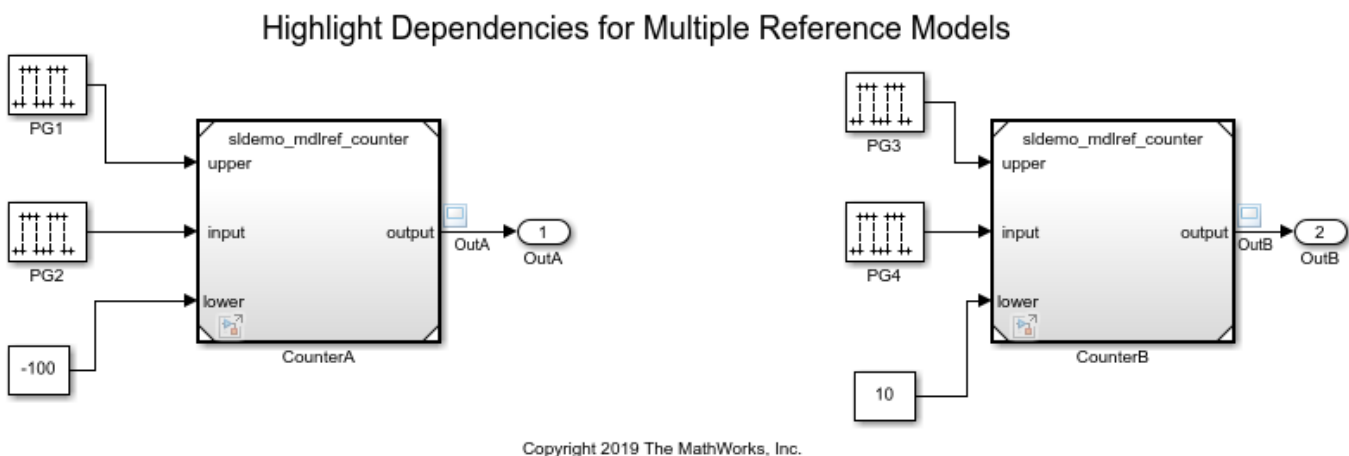 Highlight Dependencies for Multiple Reference Models
PG1
sldemo_mdlref_counter
upper
PG2
input
output
OutA
1
OutA
lower
-100
CounterA
PG3
sldemo_mdlref_counter
upper
PG4
input
output
OutB
2
OutB
lower
10
CounterB
Copyright 2019 The MathWorks, Inc.